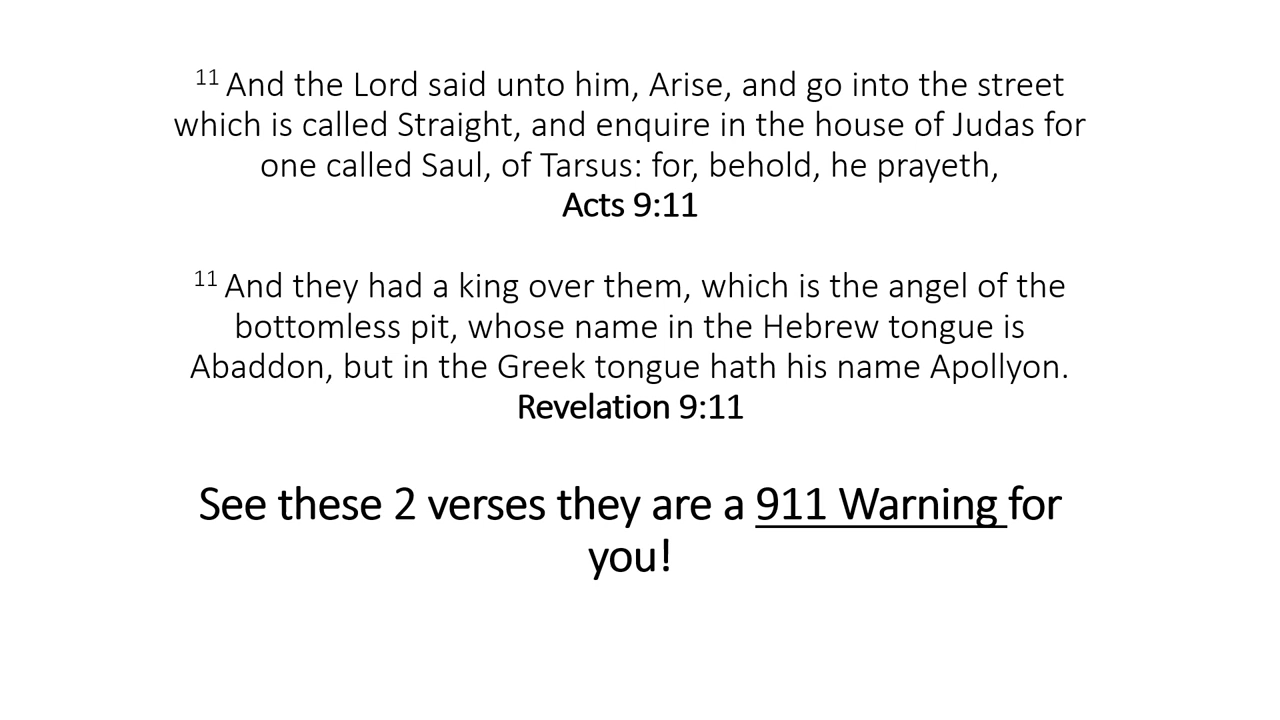 11 And the Lord said unto him, Arise, and go into the street
which is called Straight, and enquire in the house of Judas for
one called Saul, of Tarsus: for, behold, he prayeth,
Acts 9:11
11 And they had a king over them, which is the angel of the
bottomless pit, whose name in the Hebrew tongue is
Abaddon, but in the Greek tongue hath his name Apollyon.
Revelation 9:11
See these 2 verses they are a 911 Warning for
you!